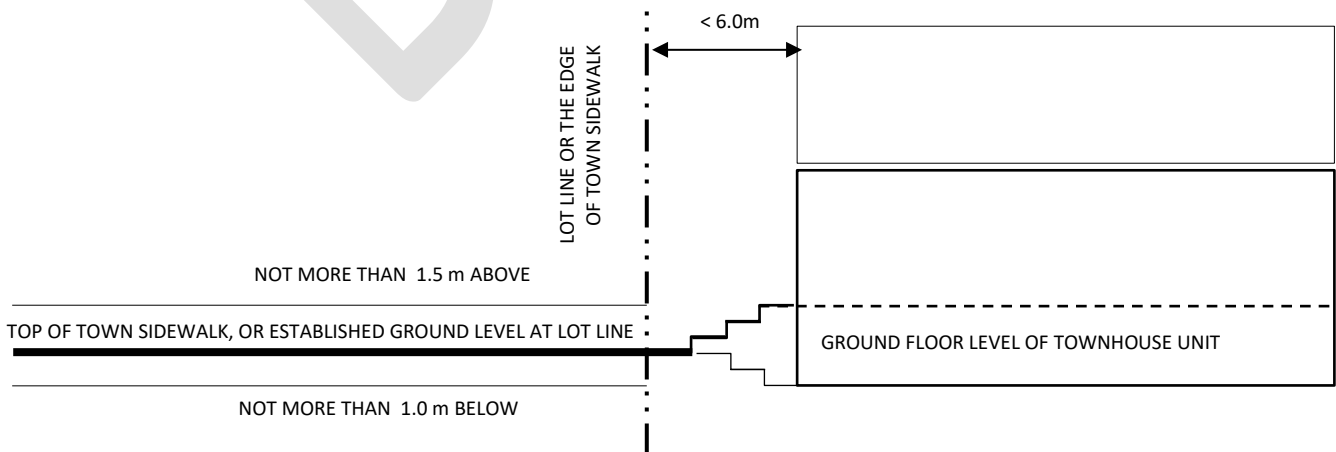 < 6.0m
LOT LINE OR THE EDGE
OF TOWN SIDEWALK
NOT MORE THAN 1.5 m ABOVE
TOP OF TOWN SIDEWALK, OR ESTABLISHED GROUND LEVEL AT LOT LINE
GROUND FLOOR LEVEL OF TOWNHOUSE UNIT
NOT MORE THAN 1.0 m BELOW